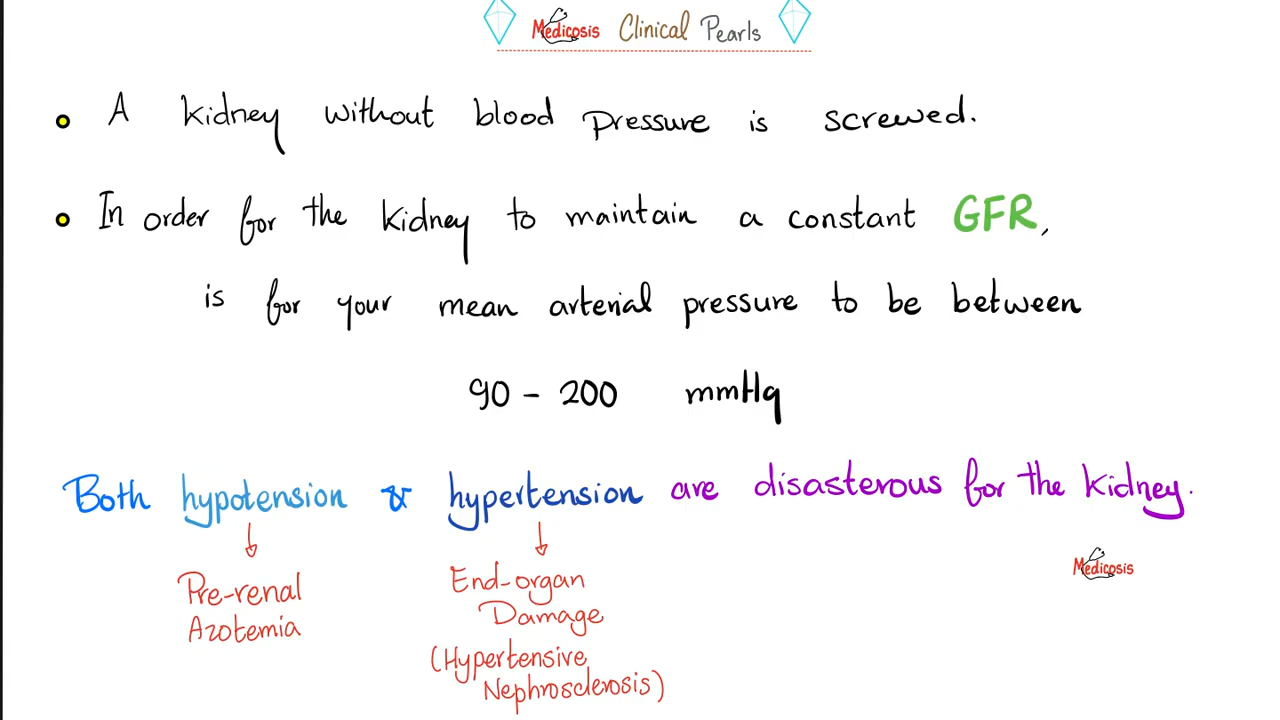 Medicosis Clinical Pearls
A kidney without blood pressure is screwed.
In order for the kidney to maintain a constant GFR,
is for your mean arterial pressure to be between
90 - 200 mmHg
Both hypotension & hypertension are disasterous for the kidney.
Pre-renal
Azotemia
End-organ
Damage
(Hypertensive
Nephrosclerosis)
Medicosis